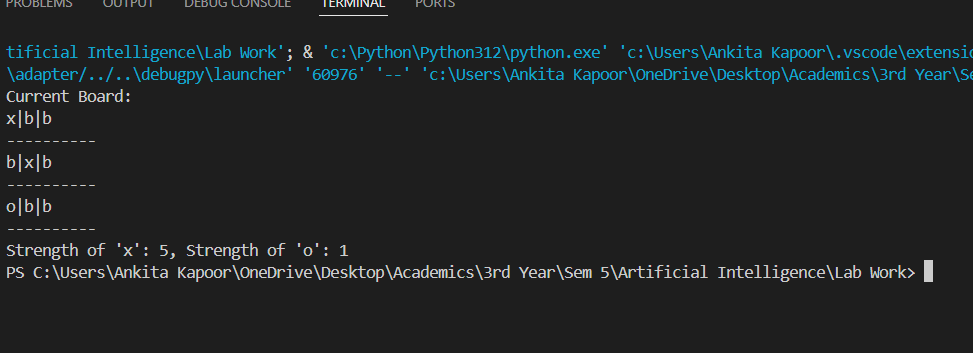 PROBLEMS OUTPUT DEBUG CONSOLE TERMINAL PORTS
tificial Intelligence\Lab Work'; & 'c:\Python\Python312\python.exe' 'c:\Users\Ankita Kapoor\.vscode\extensio
\adapter/../..\debugpy\launcher' '60976' '--' 'c:\Users\Ankita Kapoor\OneDrive\Desktop\Academics\3rd Year\Se
Current Board:
x|b|b
----------
b|x|b
----------
o|b|b
----------
Strength of 'x': 5, Strength of 'o': 1
PS C:\Users\Ankita Kapoor\OneDrive\Desktop\Academics\3rd Year\Sem 5\Artificial Intelligence\Lab Work>